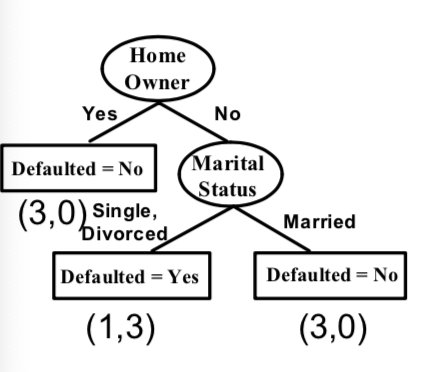 Home
Owner
Yes
No
Defaulted = No
Marital
Status
(3,0)
Single,
Divorced
Married
Defaulted = Yes
Defaulted = No
(1,3)
(3,0)